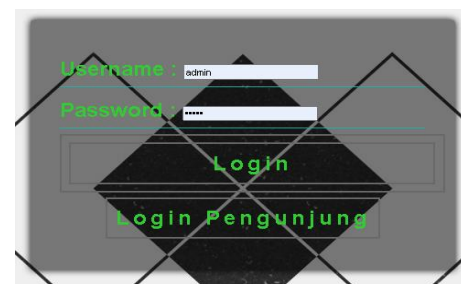 Username : admin
Password : •••••
Login
Login Pengunjung